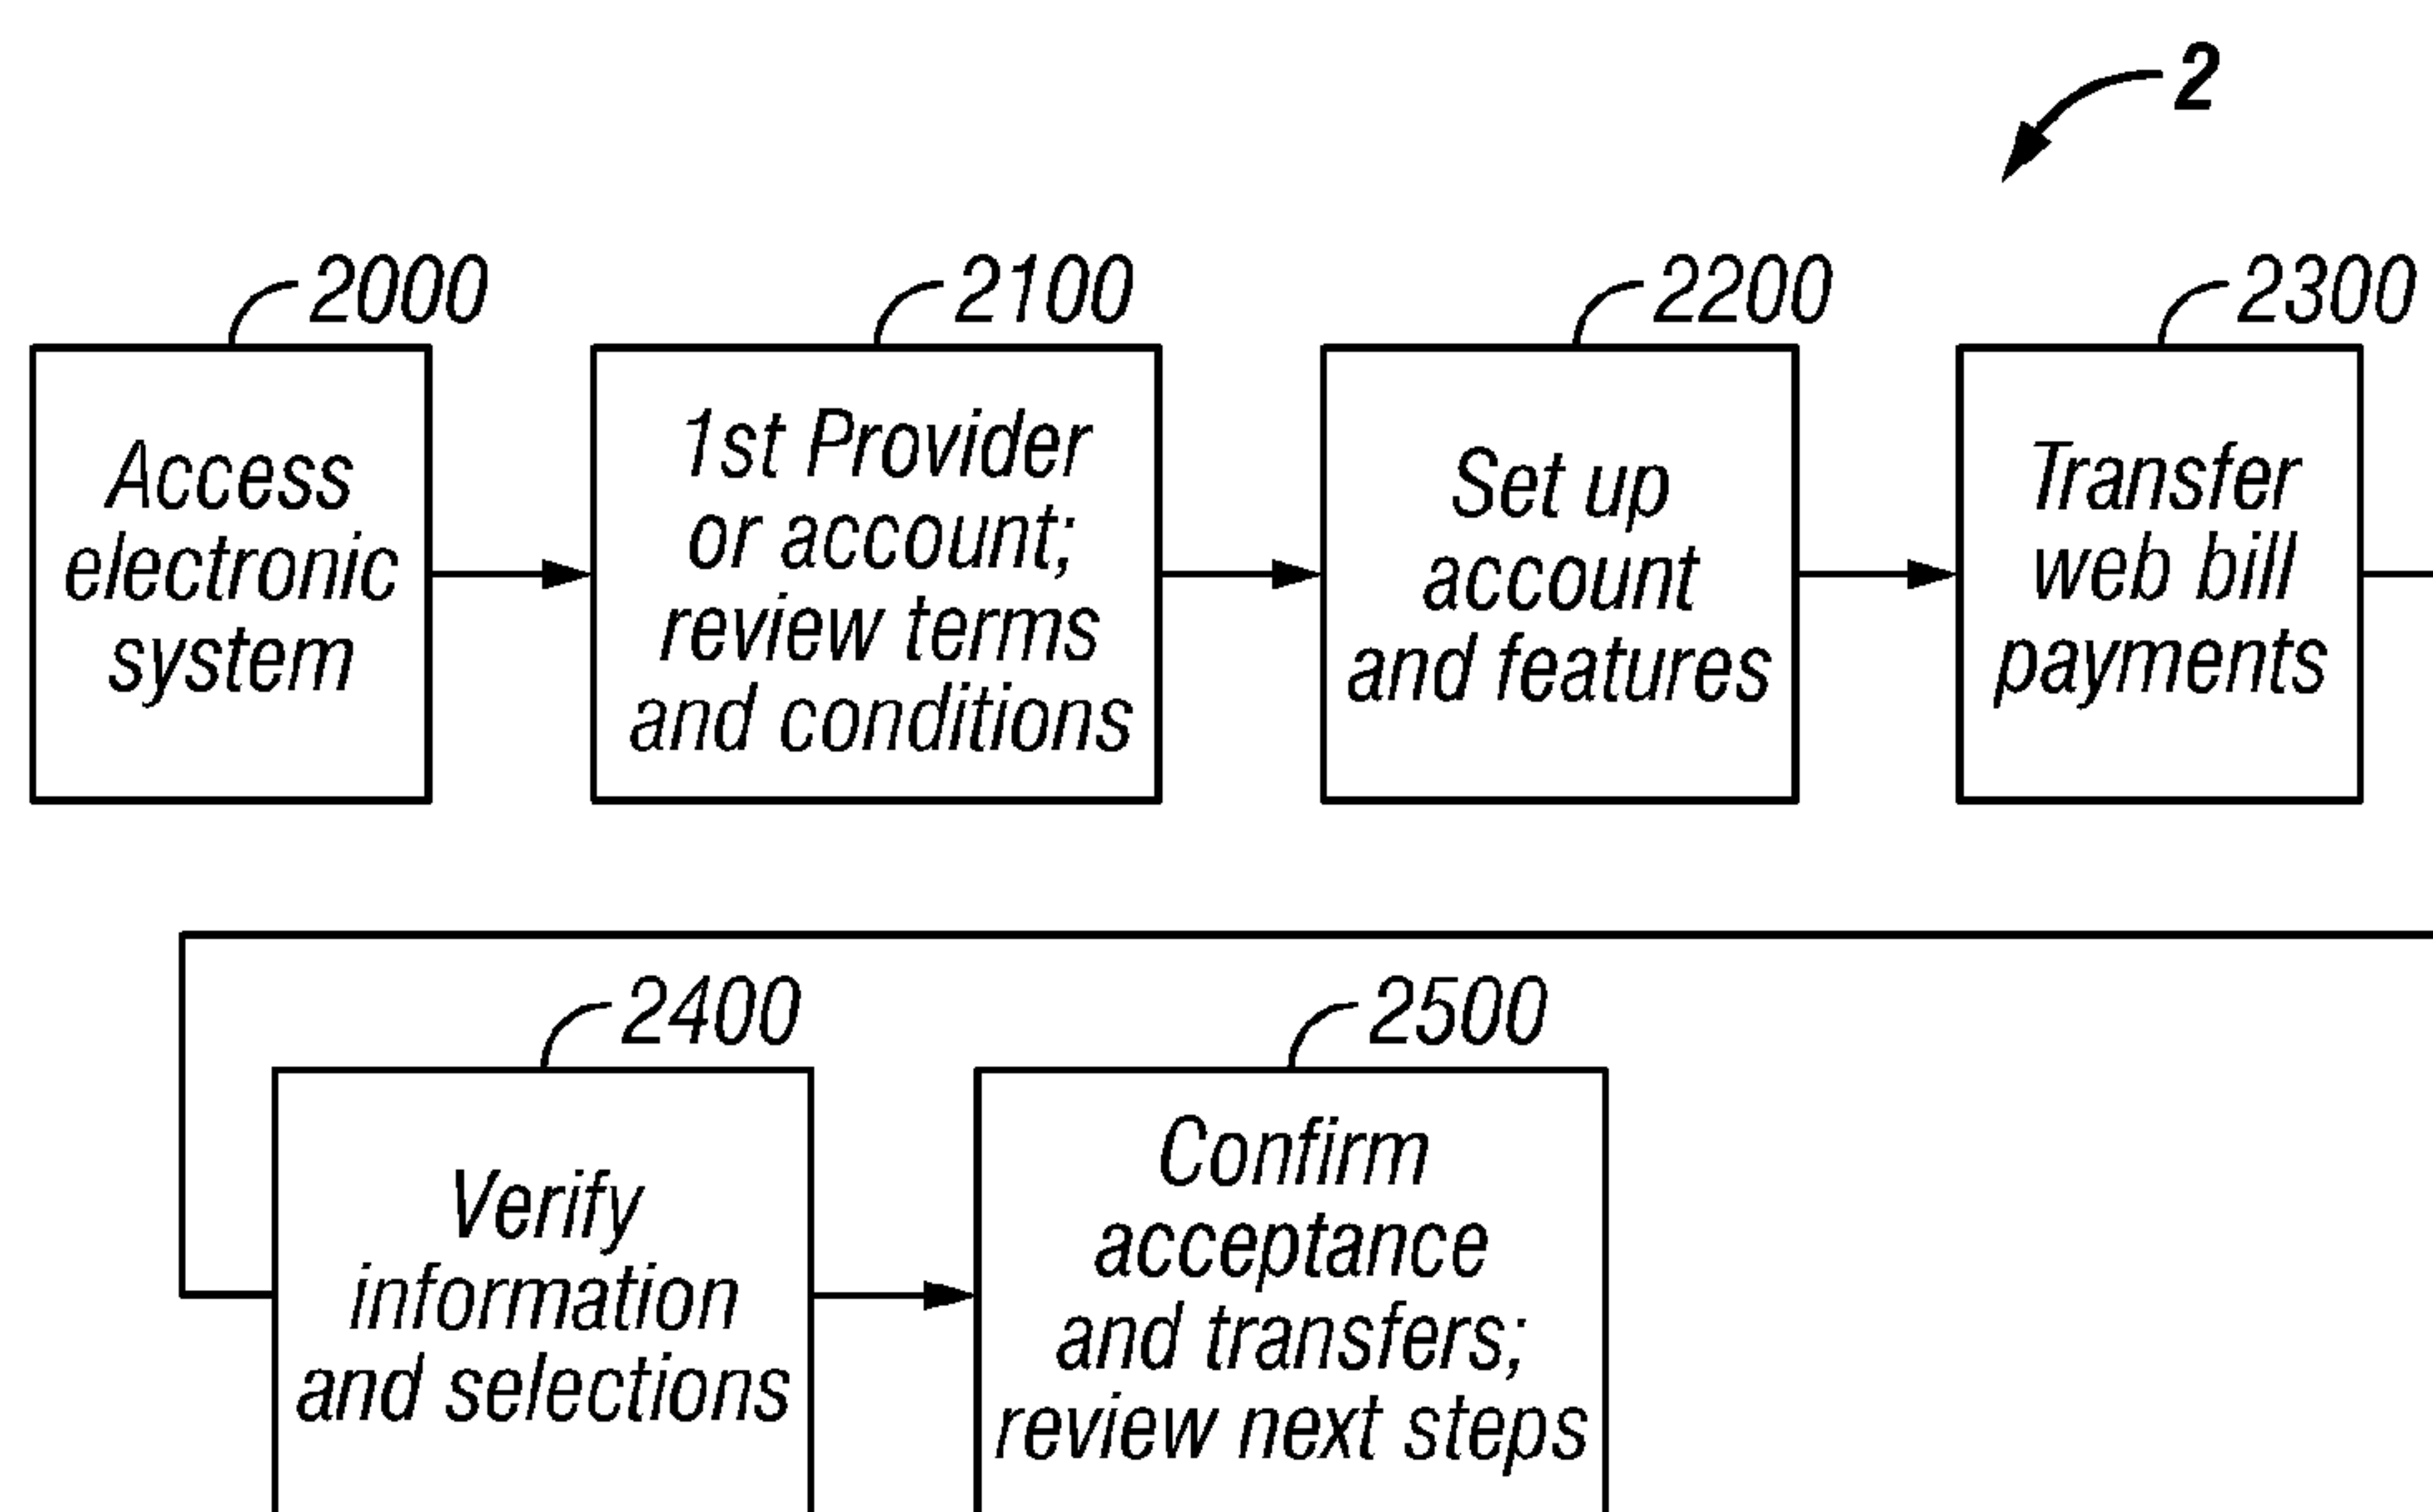 2
2000
Access
electronic
system
2100
1st Provider
or account;
review terms
and conditions
2200
Set up
account
and features
2300
Transfer
web bill
payments
2400
Verify
information
and selections
2500
Confirm
acceptance
and transfers;
review next steps